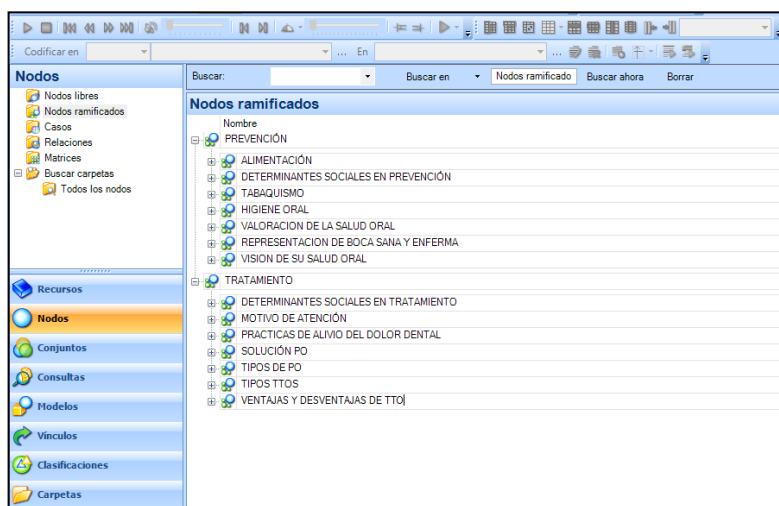 Codificar en
... En
...
Nodos
Nodos libres
Nodos ramificados
Casos
Relaciones
Matrices
Buscar carpetas
Todos los nodos
Recursos
Nodos
Conjuntos
Consultas
Modelos
Vínculos
Clasificaciones
Carpetas
Buscar:
Buscar en
Nodos ramificado
Buscar ahora
Borrar
Nodos ramificados
Nombre
PREVENCIÓN
ALIMENTACIÓN
DETERMINANTES SOCIALES EN PREVENCIÓN
TABAQUISMO
HIGIENE ORAL
VALORACION DE LA SALUD ORAL
REPRESENTACION DE BOCA SANA Y ENFERMA
VISION DE SU SALUD ORAL
TRATAMIENTO
DETERMINANTES SOCIALES EN TRATAMIENTO
MOTIVO DE ATENCIÓN
PRACTICAS DE ALIVIO DEL DOLOR DENTAL
SOLUCIÓN PO
TIPOS DE PO
TIPOS TTOS
VENTAJAS Y DESVENTAJAS DE TTO